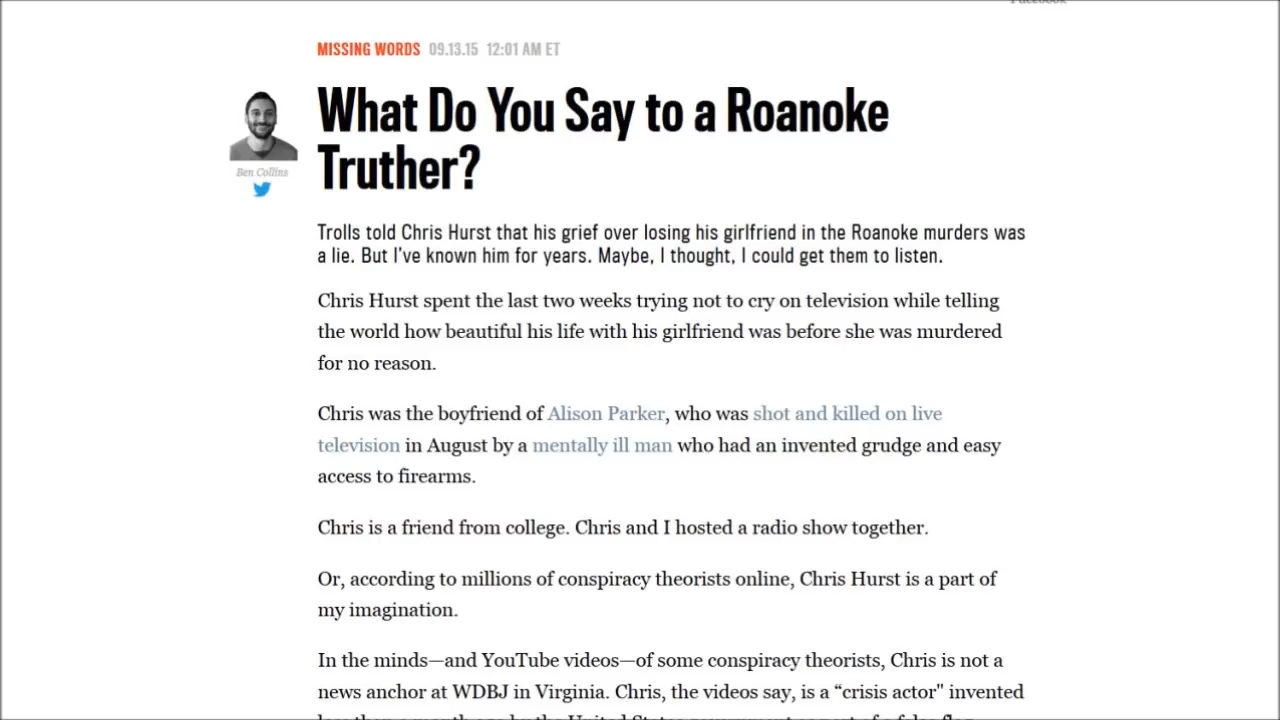 Facebook
MISSING WORDS 09.13.15 12:01 AM ET
What Do You Say to a Roanoke
Truther?
Ben Collins
Trolls told Chris Hurst that his grief over losing his girlfriend in the Roanoke murders was
a lie. But I've known him for years. Maybe, I thought, I could get them to listen.
Chris Hurst spent the last two weeks trying not to cry on television while telling
the world how beautiful his life with his girlfriend was before she was murdered
for no reason.
Chris was the boyfriend of Alison Parker, who was shot and killed on live
television in August by a mentally ill man who had an invented grudge and easy
access to firearms.
Chris is a friend from college. Chris and I hosted a radio show together.
Or, according to millions of conspiracy theorists online, Chris Hurst is a part of
my imagination.
In the minds—and YouTube videos—of some conspiracy theorists, Chris is not a
news anchor at WDBJ in Virginia. Chris, the videos say, is a “crisis actor" invented